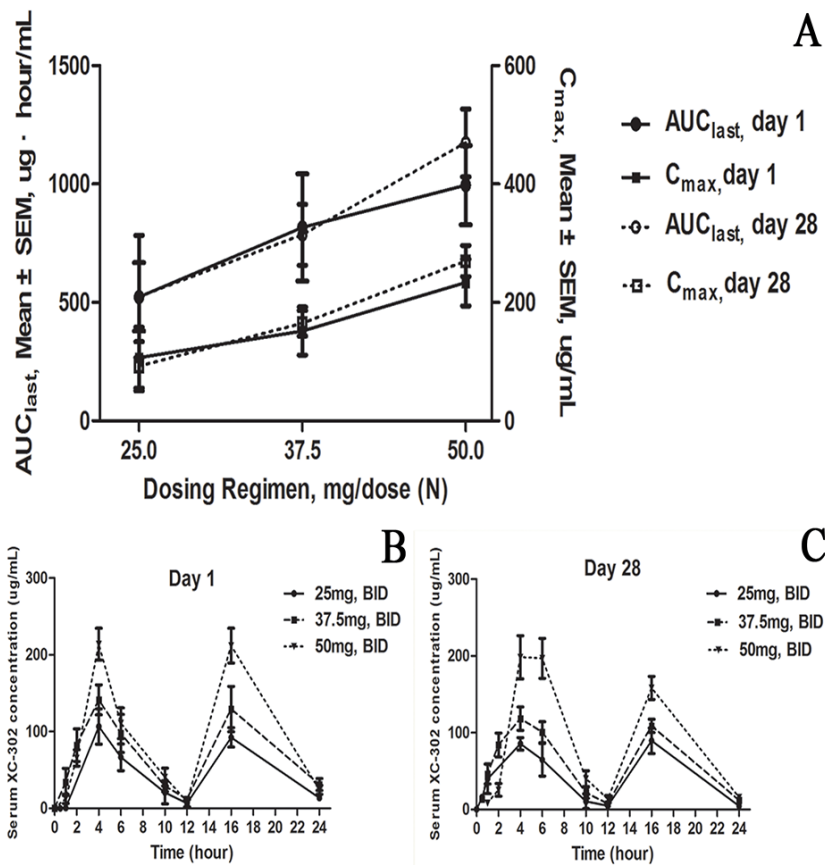 A
1500
1000
500
0
AUClast, Mean ± SEM, ug · hour/mL
600
400
200
0
Cmax, Mean ± SEM, ug/mL
25.0 37.5 50.0
Dosing Regimen, mg/dose (N)
AUClast, day 1
Cmax, day 1
AUClast, day 28
Cmax, day 28
B
Day 1
300
200
100
0
Serum XC-302 concentration (ug/mL)
25mg, BID
37.5mg, BID
50mg, BID
0 2 4 6 8 10 12 14 16 18 20 22 24
Time (hour)
C
Day 28
300
200
100
0
Serum XC-302 concentration (ug/mL)
25mg, BID
37.5mg, BID
50mg, BID
0 2 4 6 8 10 12 14 16 18 20 22 24
Time (hour)